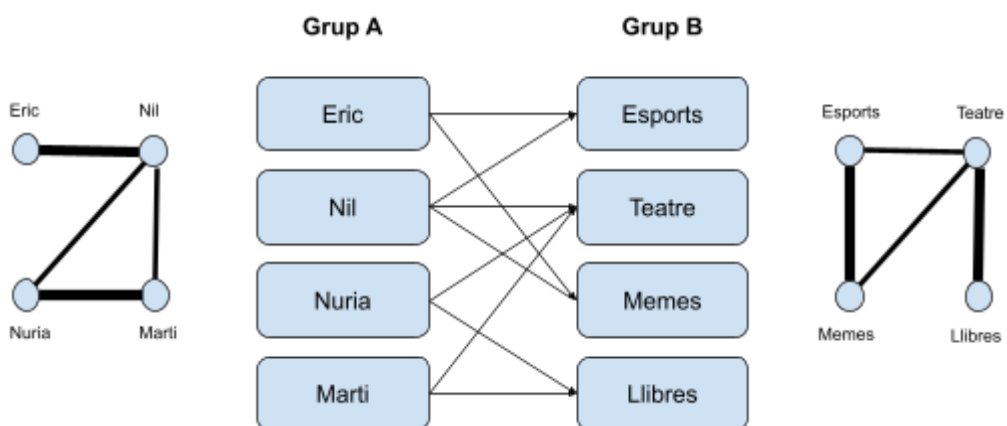 Grup A
Grup B
Eric
Nil
Nuria
Marti
Eric
Nil
Nuria
Marti
Esports
Teatre
Memes
Llibres
Esports
Teatre
Memes
Llibres